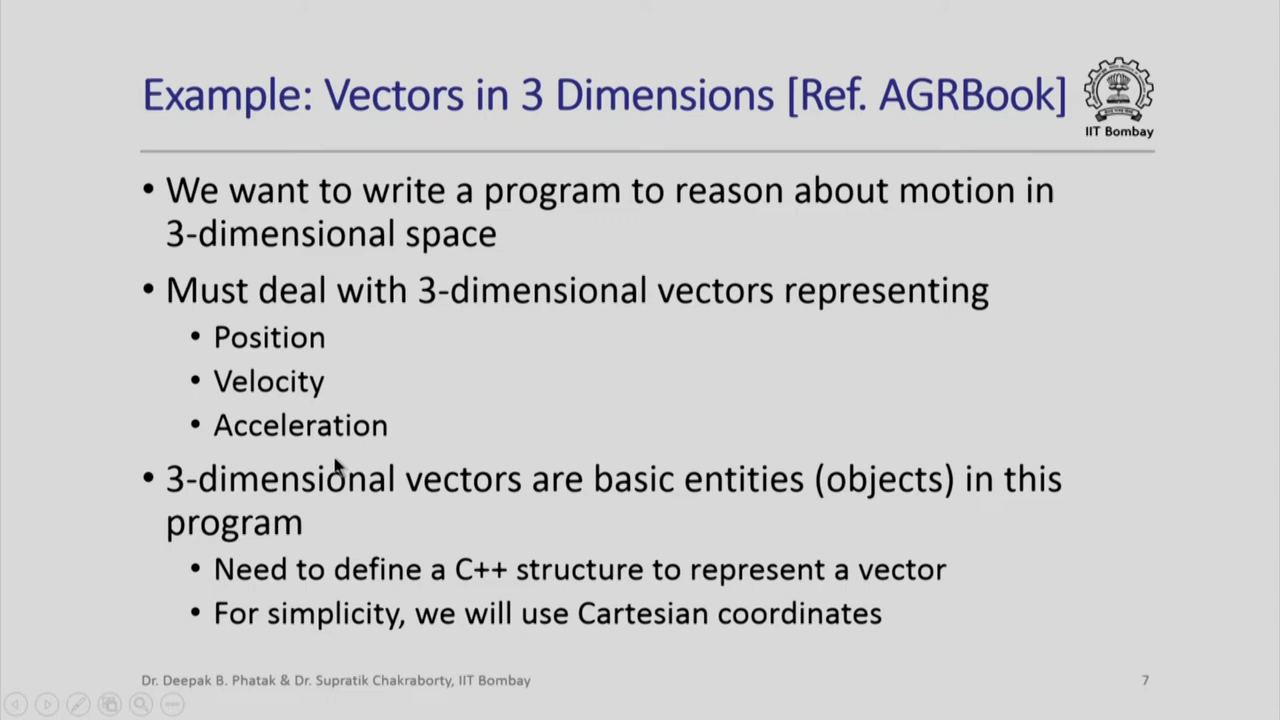 Example: Vectors in 3 Dimensions [Ref. AGRBook]
IIT Bombay
• We want to write a program to reason about motion in
3-dimensional space
• Must deal with 3-dimensional vectors representing
• Position
• Velocity
• Acceleration
• 3-dimensional vectors are basic entities (objects) in this
program
• Need to define a C++ structure to represent a vector
• For simplicity, we will use Cartesian coordinates
Dr. Deepak B. Phatak & Dr. Supratik Chakraborty, IIT Bombay
7